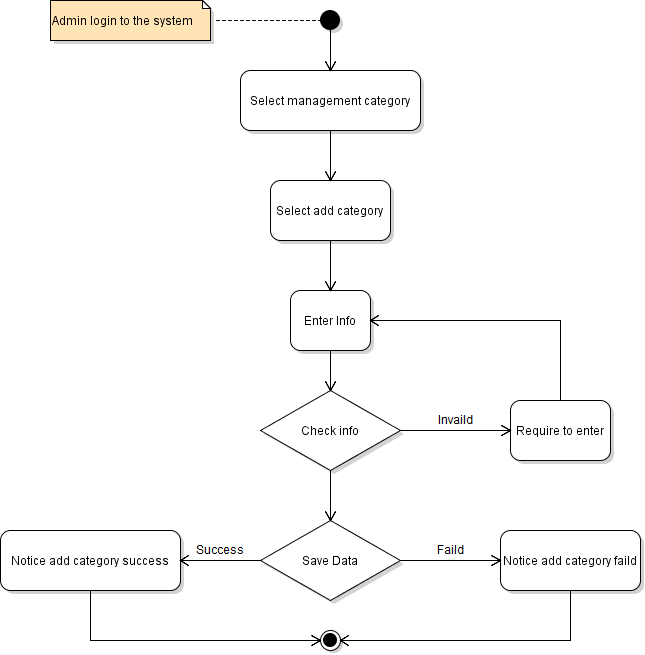 Admin login to the system
Select management category
Select add category
Enter Info
Check info
Invaild
Require to enter
Success
Save Data
Faild
Notice add category success
Notice add category faild